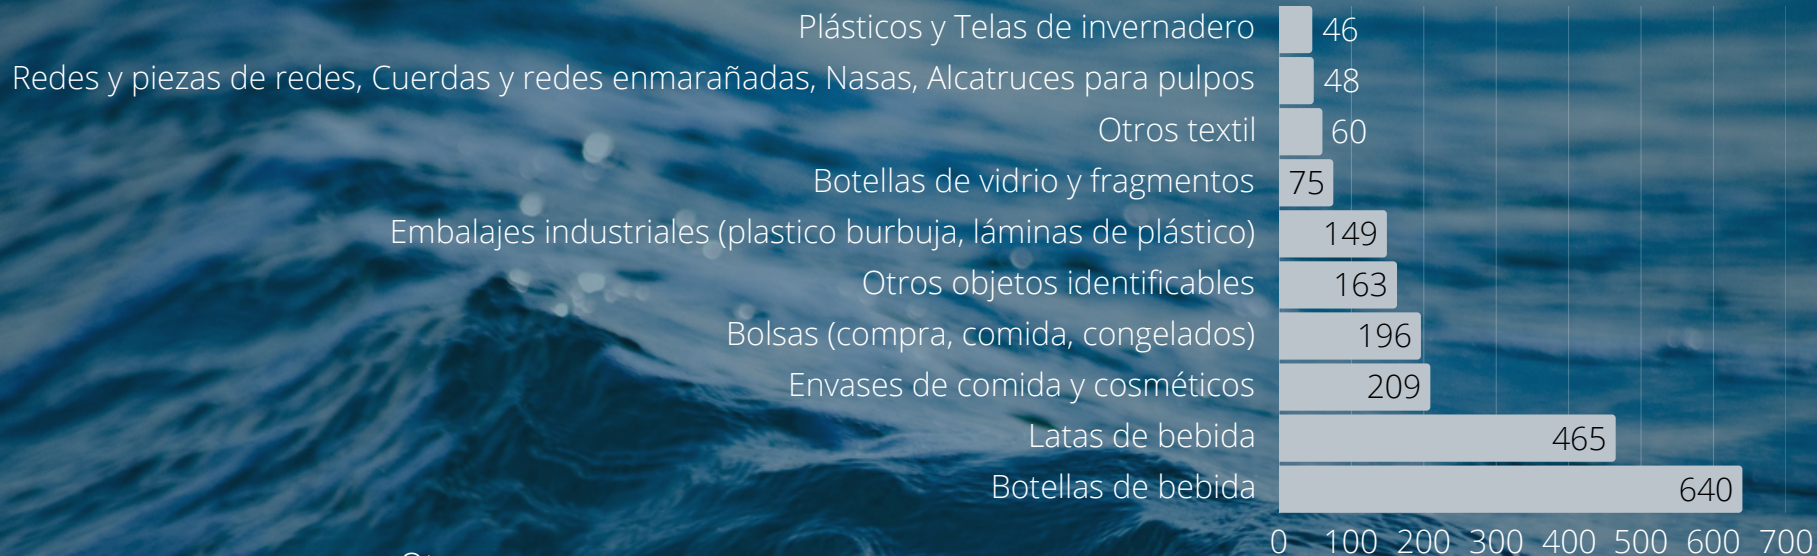 Plásticos y Telas de invernadero 46
Redes y piezas de redes, Cuerdas y redes enmarañadas, Nasas, Alcatruces para pulpos 48
Otros textil 60
Botellas de vidrio y fragmentos 75
Embalajes industriales (plastico burbuja, láminas de plástico) 149
Otros objetos identificables 163
Bolsas (compra, comida, congelados) 196
Envases de comida y cosméticos 209
Latas de bebida 465
Botellas de bebida 640
0 100 200 300 400 500 600 700